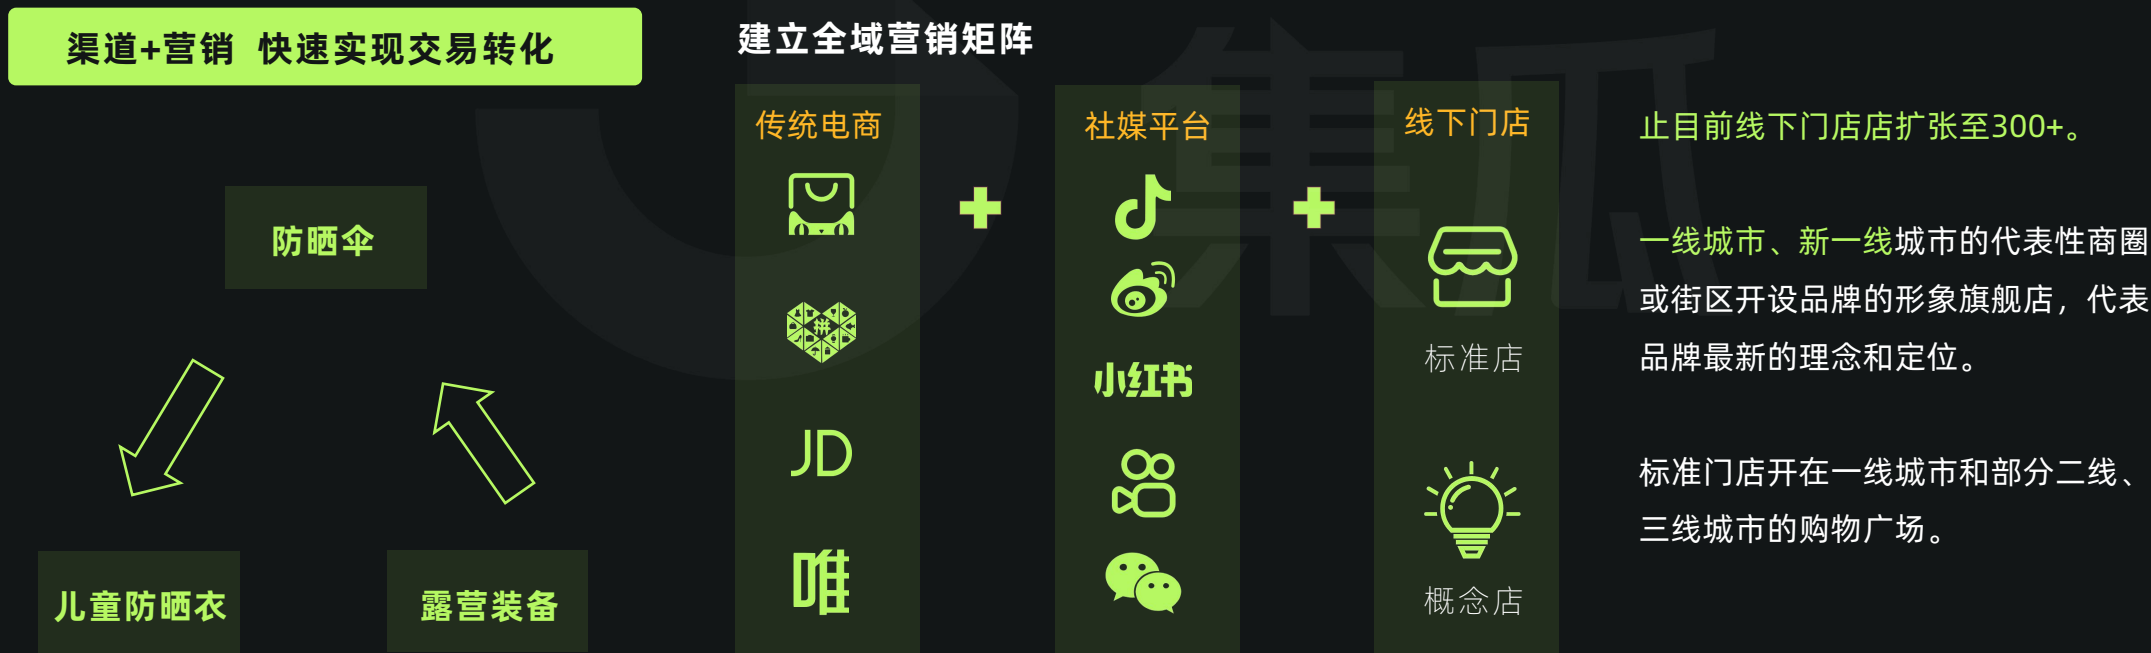 渠道+营销 快速实现交易转化
防晒伞
儿童防晒衣
露营装备
建立全域营销矩阵
传统电商
拼
JD
唯
社媒平台
小红书
线下门店
标准店
概念店
止目前线下门店店扩张至300+。
一线城市、新一线城市的代表性商圈
或街区开设品牌的形象旗舰店，代表
品牌最新的理念和定位。
标准门店开在一线城市和部分二线、
三线城市的购物广场。
集瓜